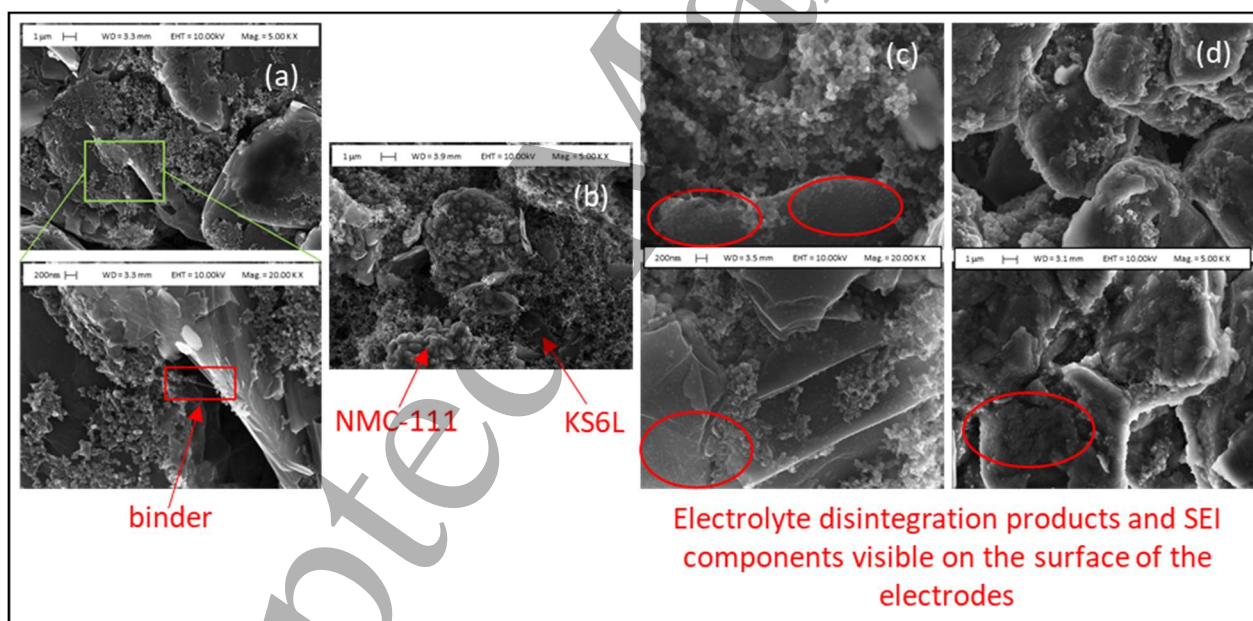 1 µm WD = 3.3 mm EHT = 10.00kV Mag. = 5.00 K X
(a)
200nm WD = 3.3 mm EHT = 10.00kV Mag. = 20.00 K X
binder
1 µm WD = 3.9 mm EHT = 10.00kV Mag. = 5.00 K X
(b)
NMC-111
KS6L
(c)
200nm WD = 3.5 mm EHT = 10.00kV Mag. = 20.00 K X
(d)
1 µm WD = 3.1 mm EHT = 10.00kV Mag. = 5.00 K X
Electrolyte disintegration products and SEI
components visible on the surface of the
electrodes